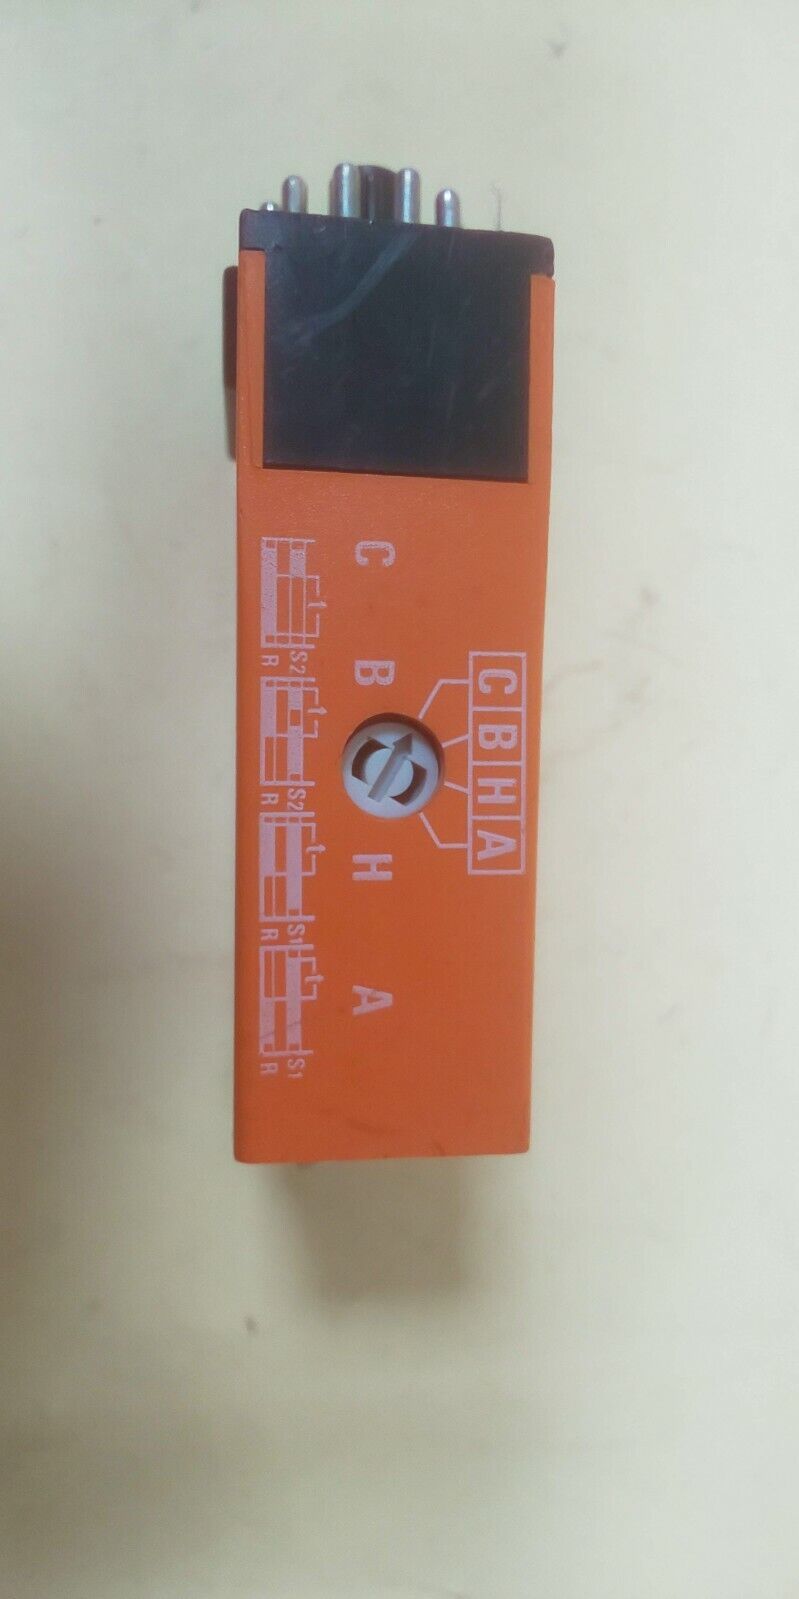 C B H A
C B H A
t t t t
S2 S2 S1 S1
R R R R